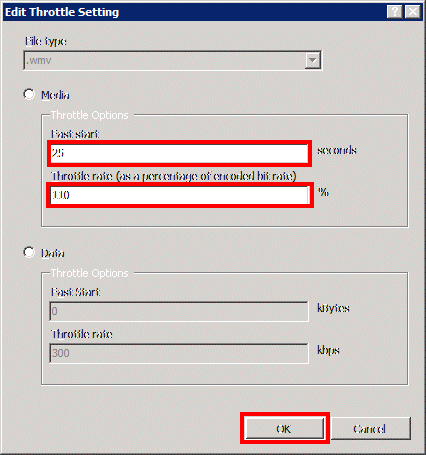 Edit Throttle Setting
File type
.wmv
Media
Throttle Options
Fast start
25
seconds
Throttle rate (as a percentage of encoded bit rate)
110
%
Data
Throttle Options
Fast Start
0
kBytes
Throttle rate
300
kbps
OK
Cancel